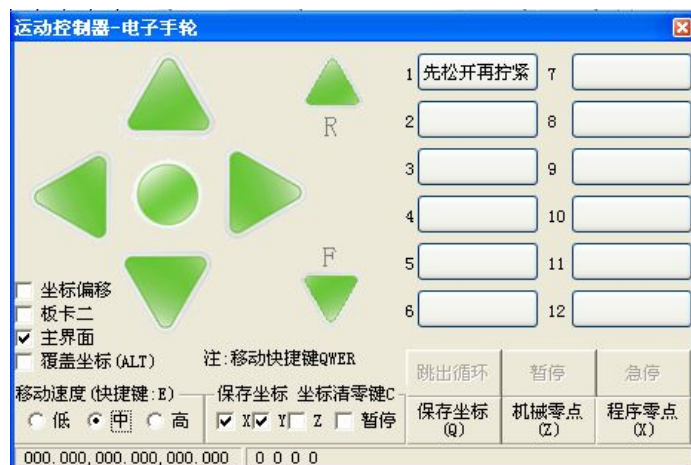 运动控制器-电子手轮
1 先松开再拧紧 7
R
2 8
3 9
4 10
F
5 11
坐标偏移
板卡二
6 12
主界面
覆盖坐标(ALT) 注:移动快捷键QWER
跳出循环 暂停 急停
移动速度(快捷键:E) 保存坐标 坐标清零键C
低 中 高 X Y Z 暂停
保存坐标(Q) 机械零点(Z) 程序零点(X)
000.000,000.000,000.000 0 0 0 0